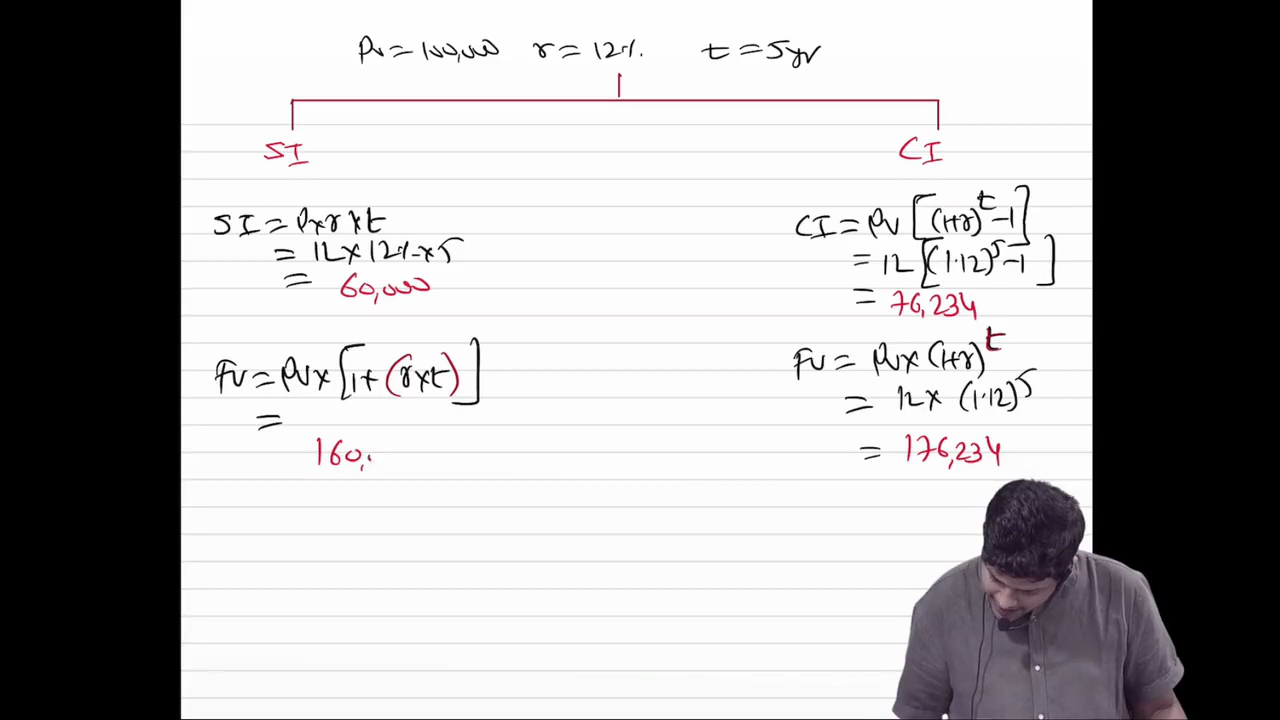 PV = 100,000 r = 12% t = 5yr
SI
CI
SI = P×r×t
= 1L × 12% × 5
= 60,000
FV = PV × [1+ (r×t)]
=
160,
CI = PV [(1+r)^t -1]
= 1L [(1.12)^5 -1]
= 76,234
FV = PV × (1+r)^t
= 1L × (1.12)^5
= 176,234